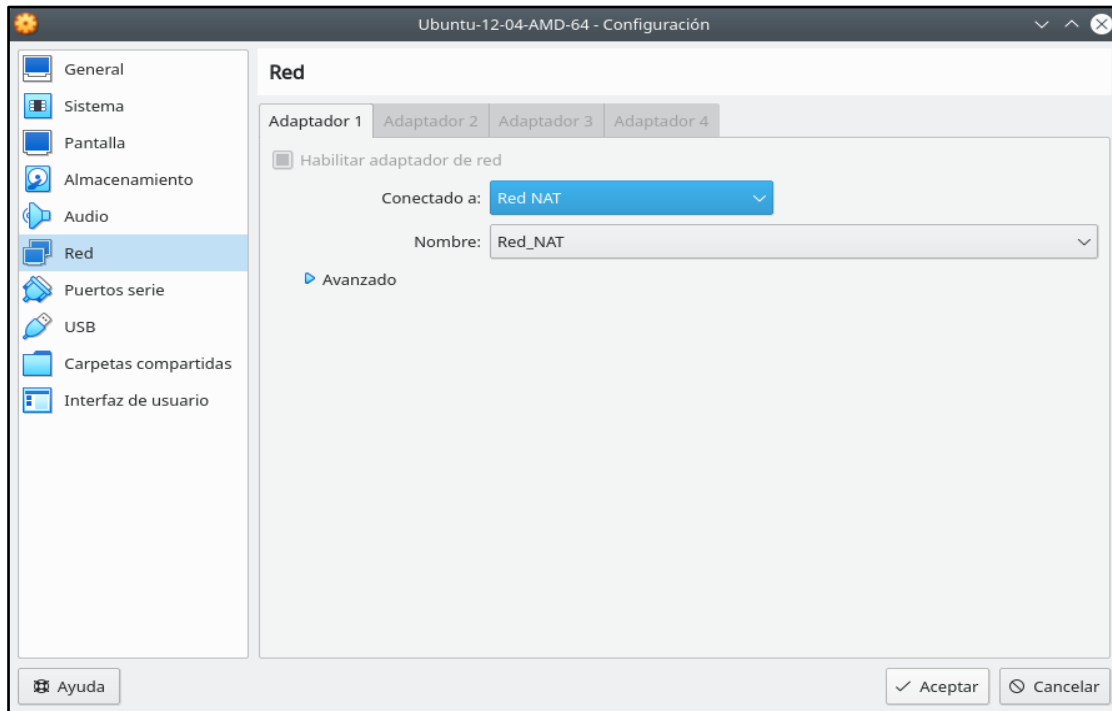 Ubuntu-12-04-AMD-64 - Configuración
General
Sistema
Pantalla
Almacenamiento
Audio
Red
Puertos serie
USB
Carpetas compartidas
Interfaz de usuario
Red
Adaptador 1 Adaptador 2 Adaptador 3 Adaptador 4
Habilitar adaptador de red
Conectado a: Red NAT
Nombre: Red_NAT
Avanzado
Ayuda Aceptar Cancelar